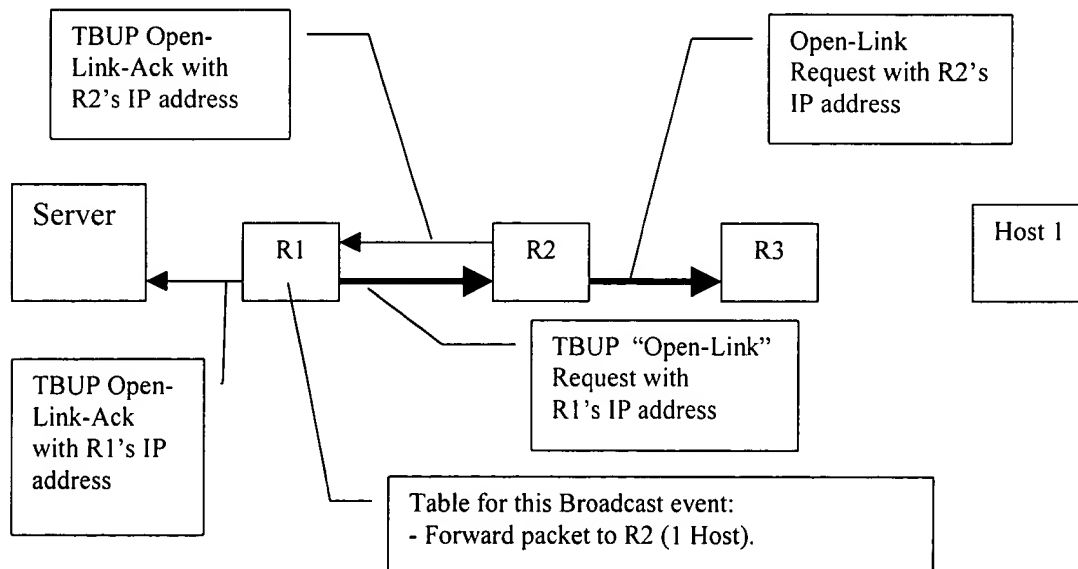 TBUP Open-
Link-Ack with
R2's IP address
Open-Link
Request with R2's
IP address
Server
R1
R2
R3
Host 1
TBUP Open-
Link-Ack
with R1's IP
address
TBUP “Open-Link”
Request with
R1's IP address
Table for this Broadcast event:
- Forward packet to R2 (1 Host).